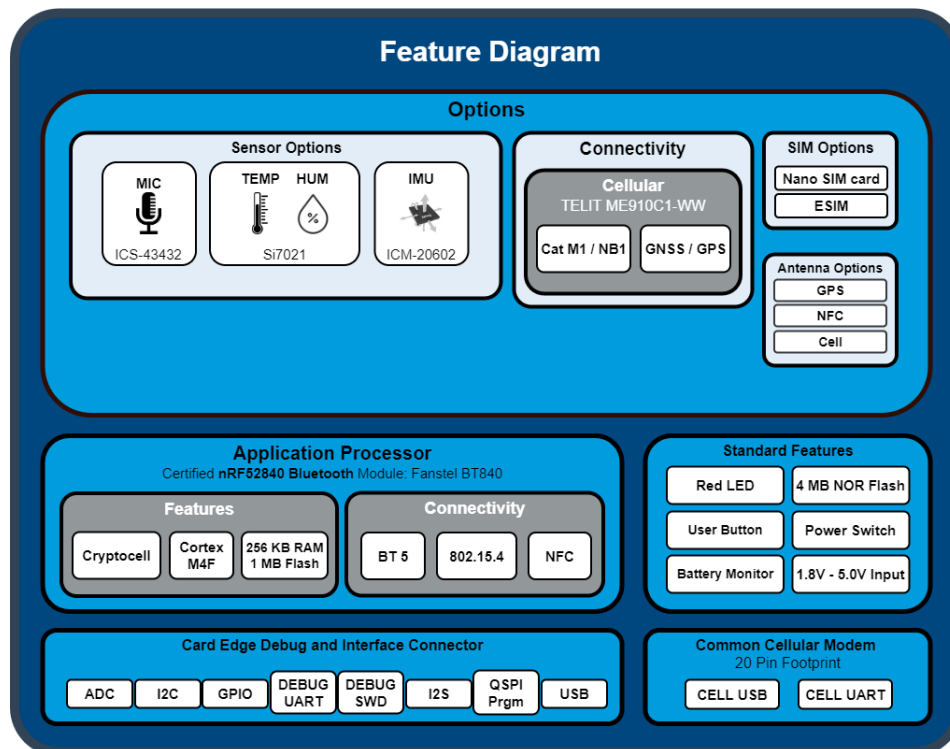 Feature Diagram
Options
Sensor Options
MIC
ICS-43432
TEMP HUM
%
Si7021
IMU
ICM-20602
Connectivity
Cellular
TELIT ME910C1-WW
Cat M1 / NB1
GNSS / GPS
SIM Options
Nano SIM card
ESIM
Antenna Options
GPS
NFC
Cell
Application Processor
Certified nRF52840 Bluetooth Module: Fanstel BT840
Features
Cryptocell
Cortex
M4F
256 KB RAM
1 MB Flash
Connectivity
BT 5
802.15.4
NFC
Standard Features
Red LED
4 MB NOR Flash
User Button
Power Switch
Battery Monitor
1.8V - 5.0V Input
Card Edge Debug and Interface Connector
ADC
I2C
GPIO
DEBUG
UART
DEBUG
SWD
I2S
QSPI
Prgm
USB
Common Cellular Modem
20 Pin Footprint
CELL USB
CELL UART